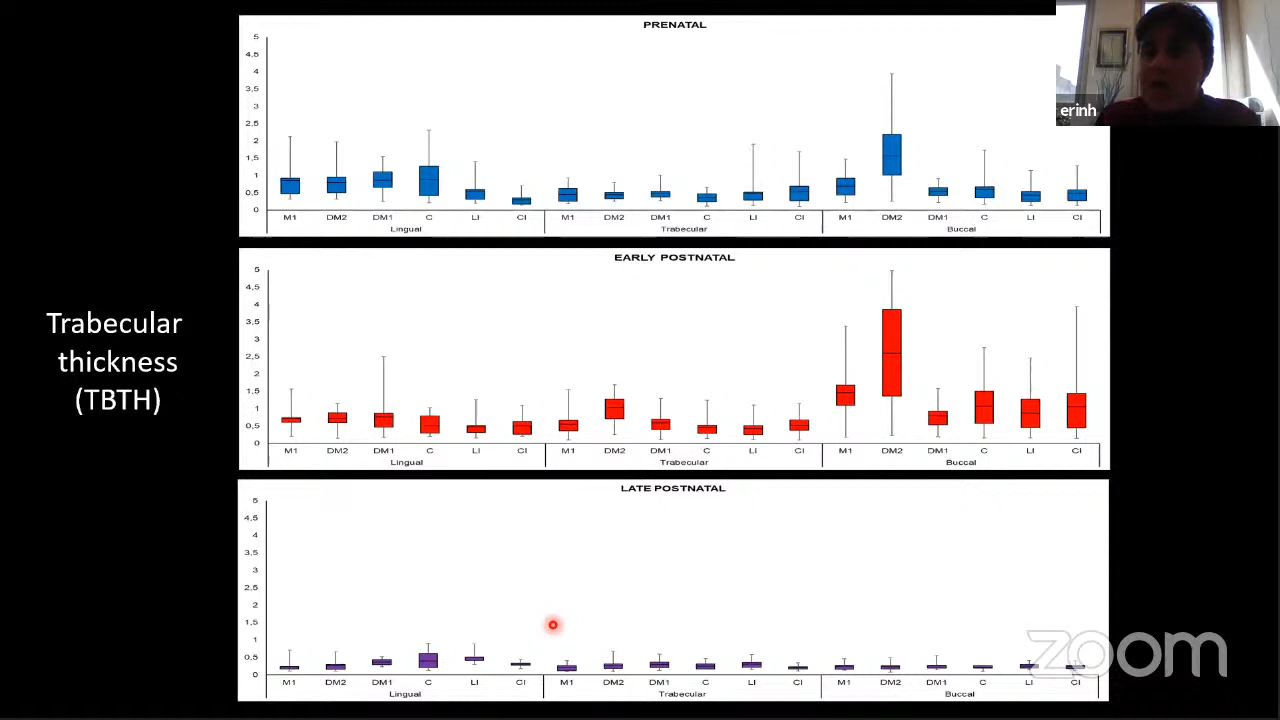 PRENATAL
5
4,5
4
3,5
3
2,5
2
1,5
1
0,5
0
M1 DM2 DM1 C LI CI M1 DM2 DM1 C LI CI M1 DM2 DM1 C LI CI
Lingual Trabecular Buccal
erinh
EARLY POSTNATAL
5
4,5
4
3,5
3
2,5
2
1,5
1
0,5
0
M1 DM2 DM1 C LI CI M1 DM2 DM1 C LI CI M1 DM2 DM1 C LI CI
Lingual Trabecular Buccal
Trabecular
thickness
(TBTH)
LATE POSTNATAL
5
4,5
4
3,5
3
2,5
2
1,5
1
0,5
0
M1 DM2 DM1 C LI CI M1 DM2 DM1 C LI CI M1 DM2 DM1 C LI CI
Lingual Trabecular Buccal
zoom